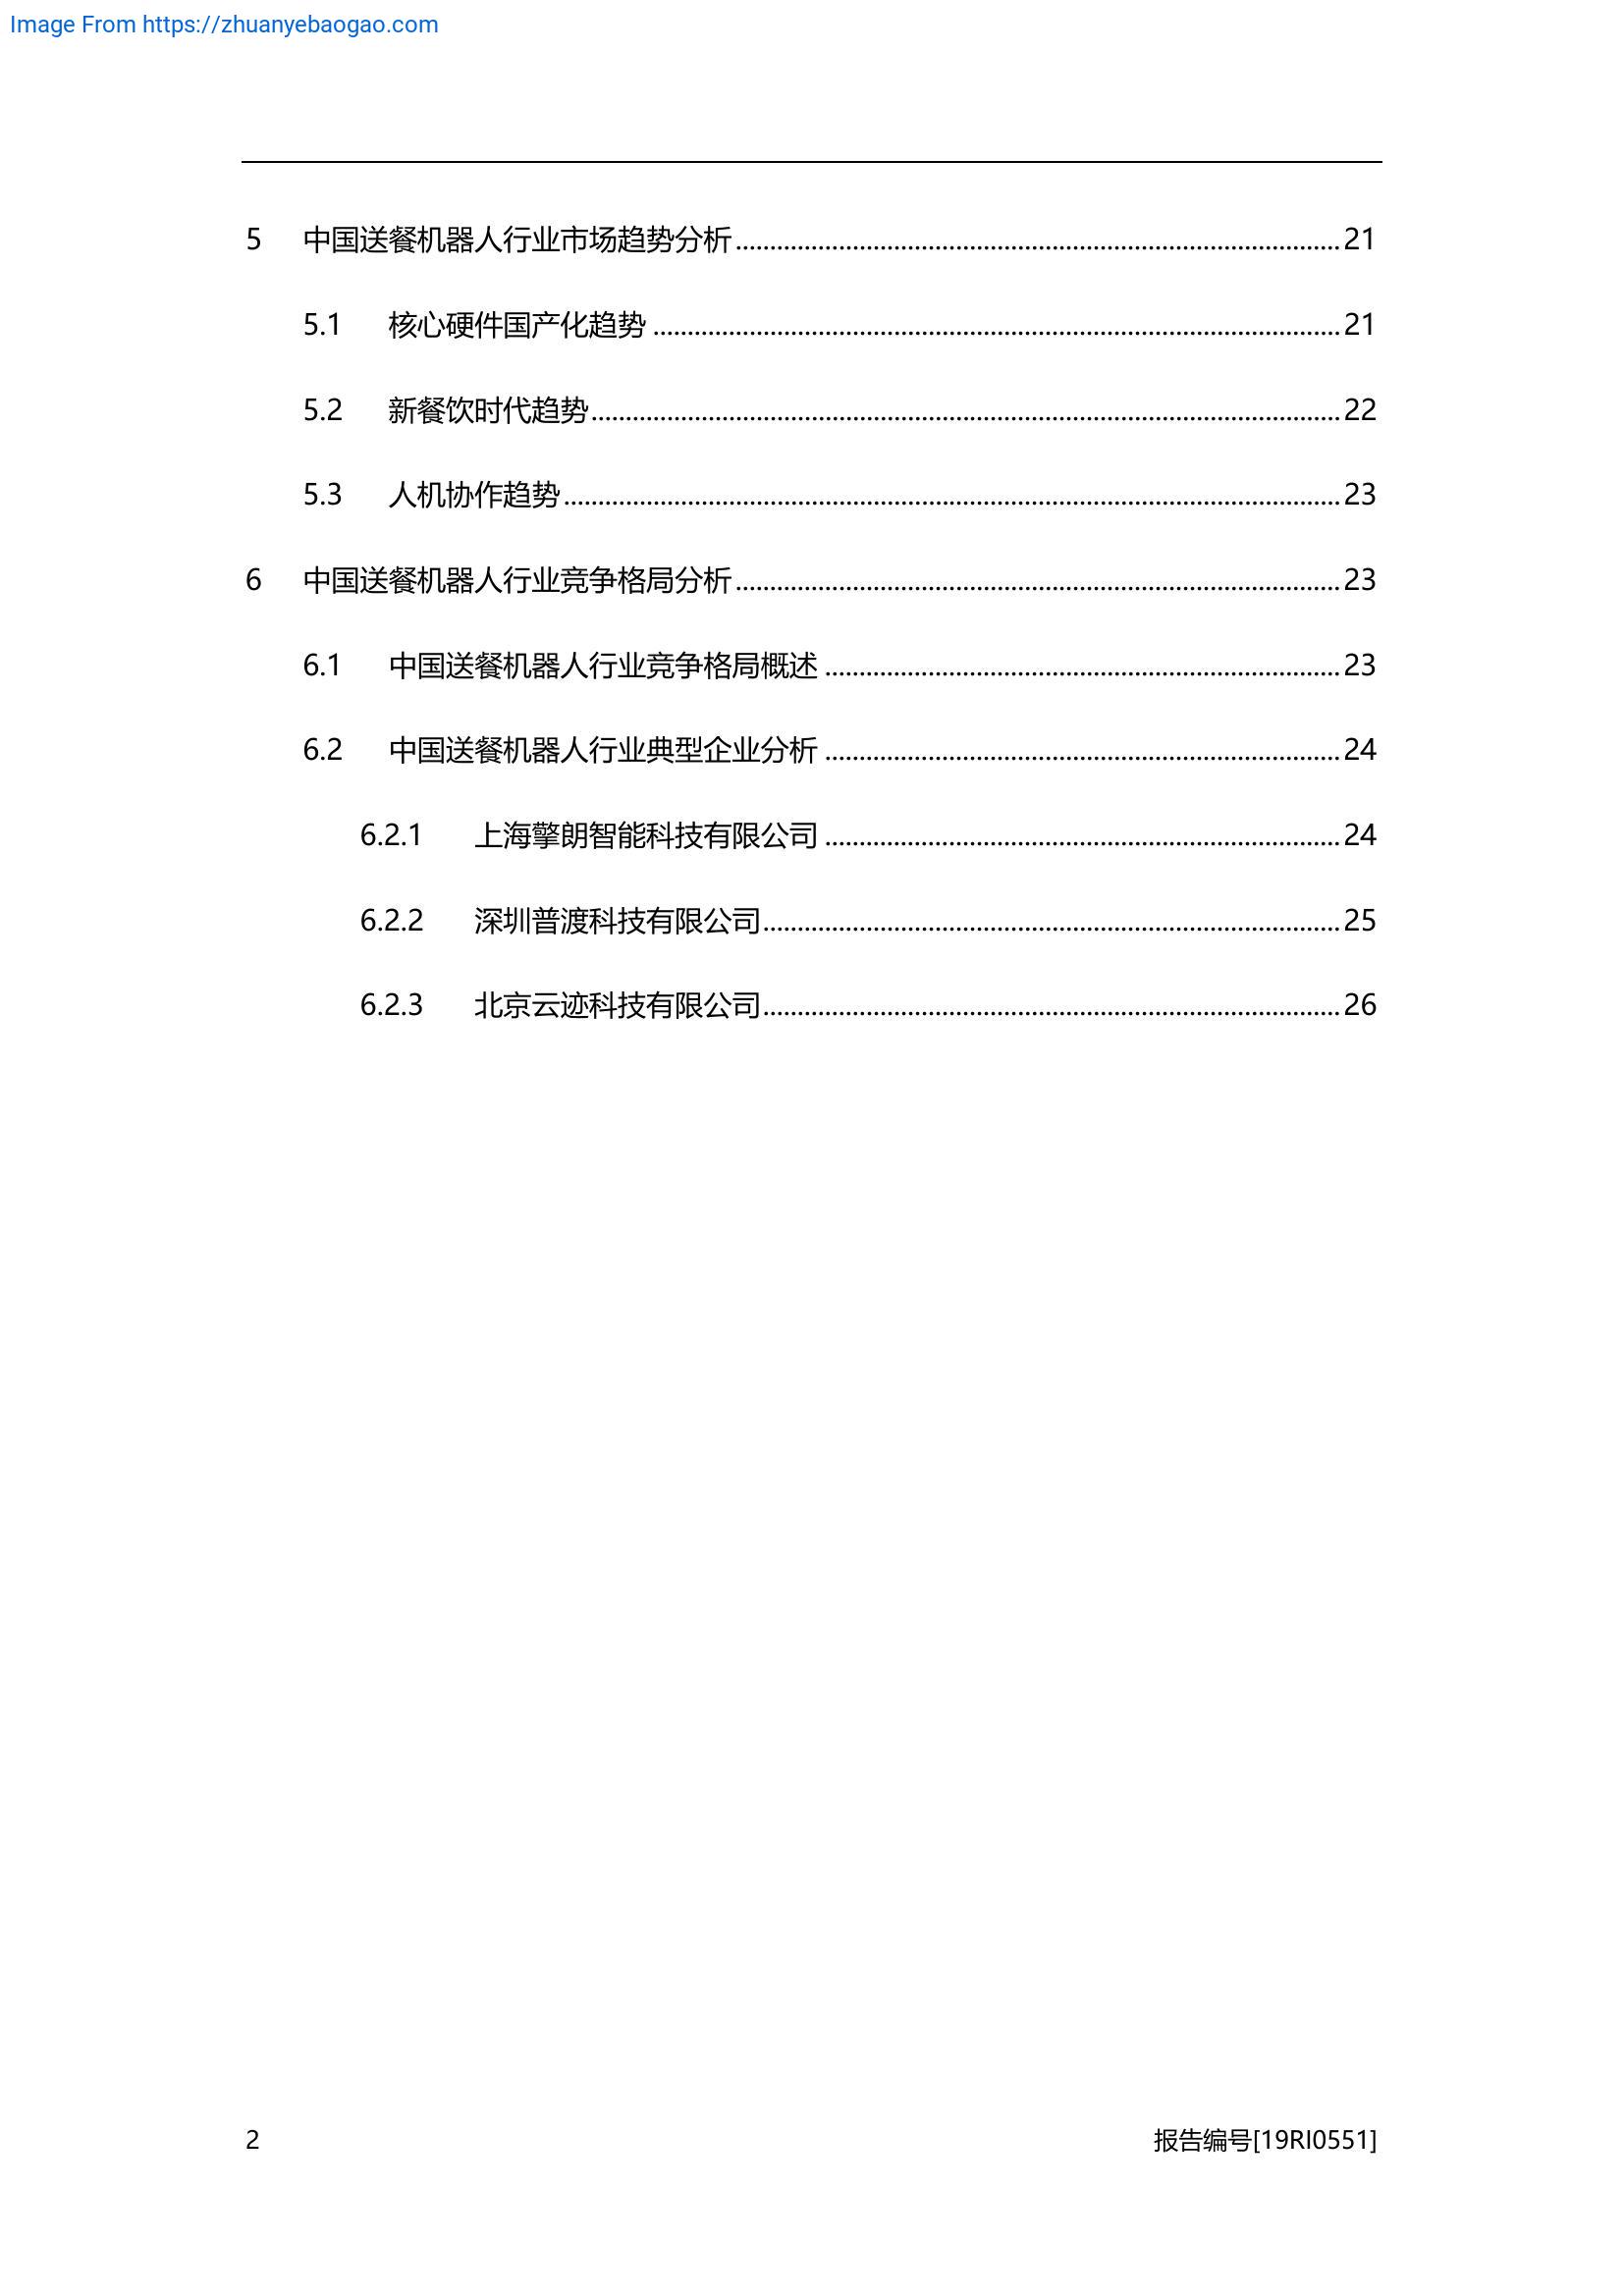 Image From https://zhuanyebaogao.com
5 中国送餐机器人行业市场趋势分析 21
5.1 核心硬件国产化趋势 21
5.2 新餐饮时代趋势 22
5.3 人机协作趋势 23
6 中国送餐机器人行业竞争格局分析 23
6.1 中国送餐机器人行业竞争格局概述 23
6.2 中国送餐机器人行业典型企业分析 24
6.2.1 上海擎朗智能科技有限公司 24
6.2.2 深圳普渡科技有限公司 25
6.2.3 北京云迹科技有限公司 26
2 报告编号[19RI0551]